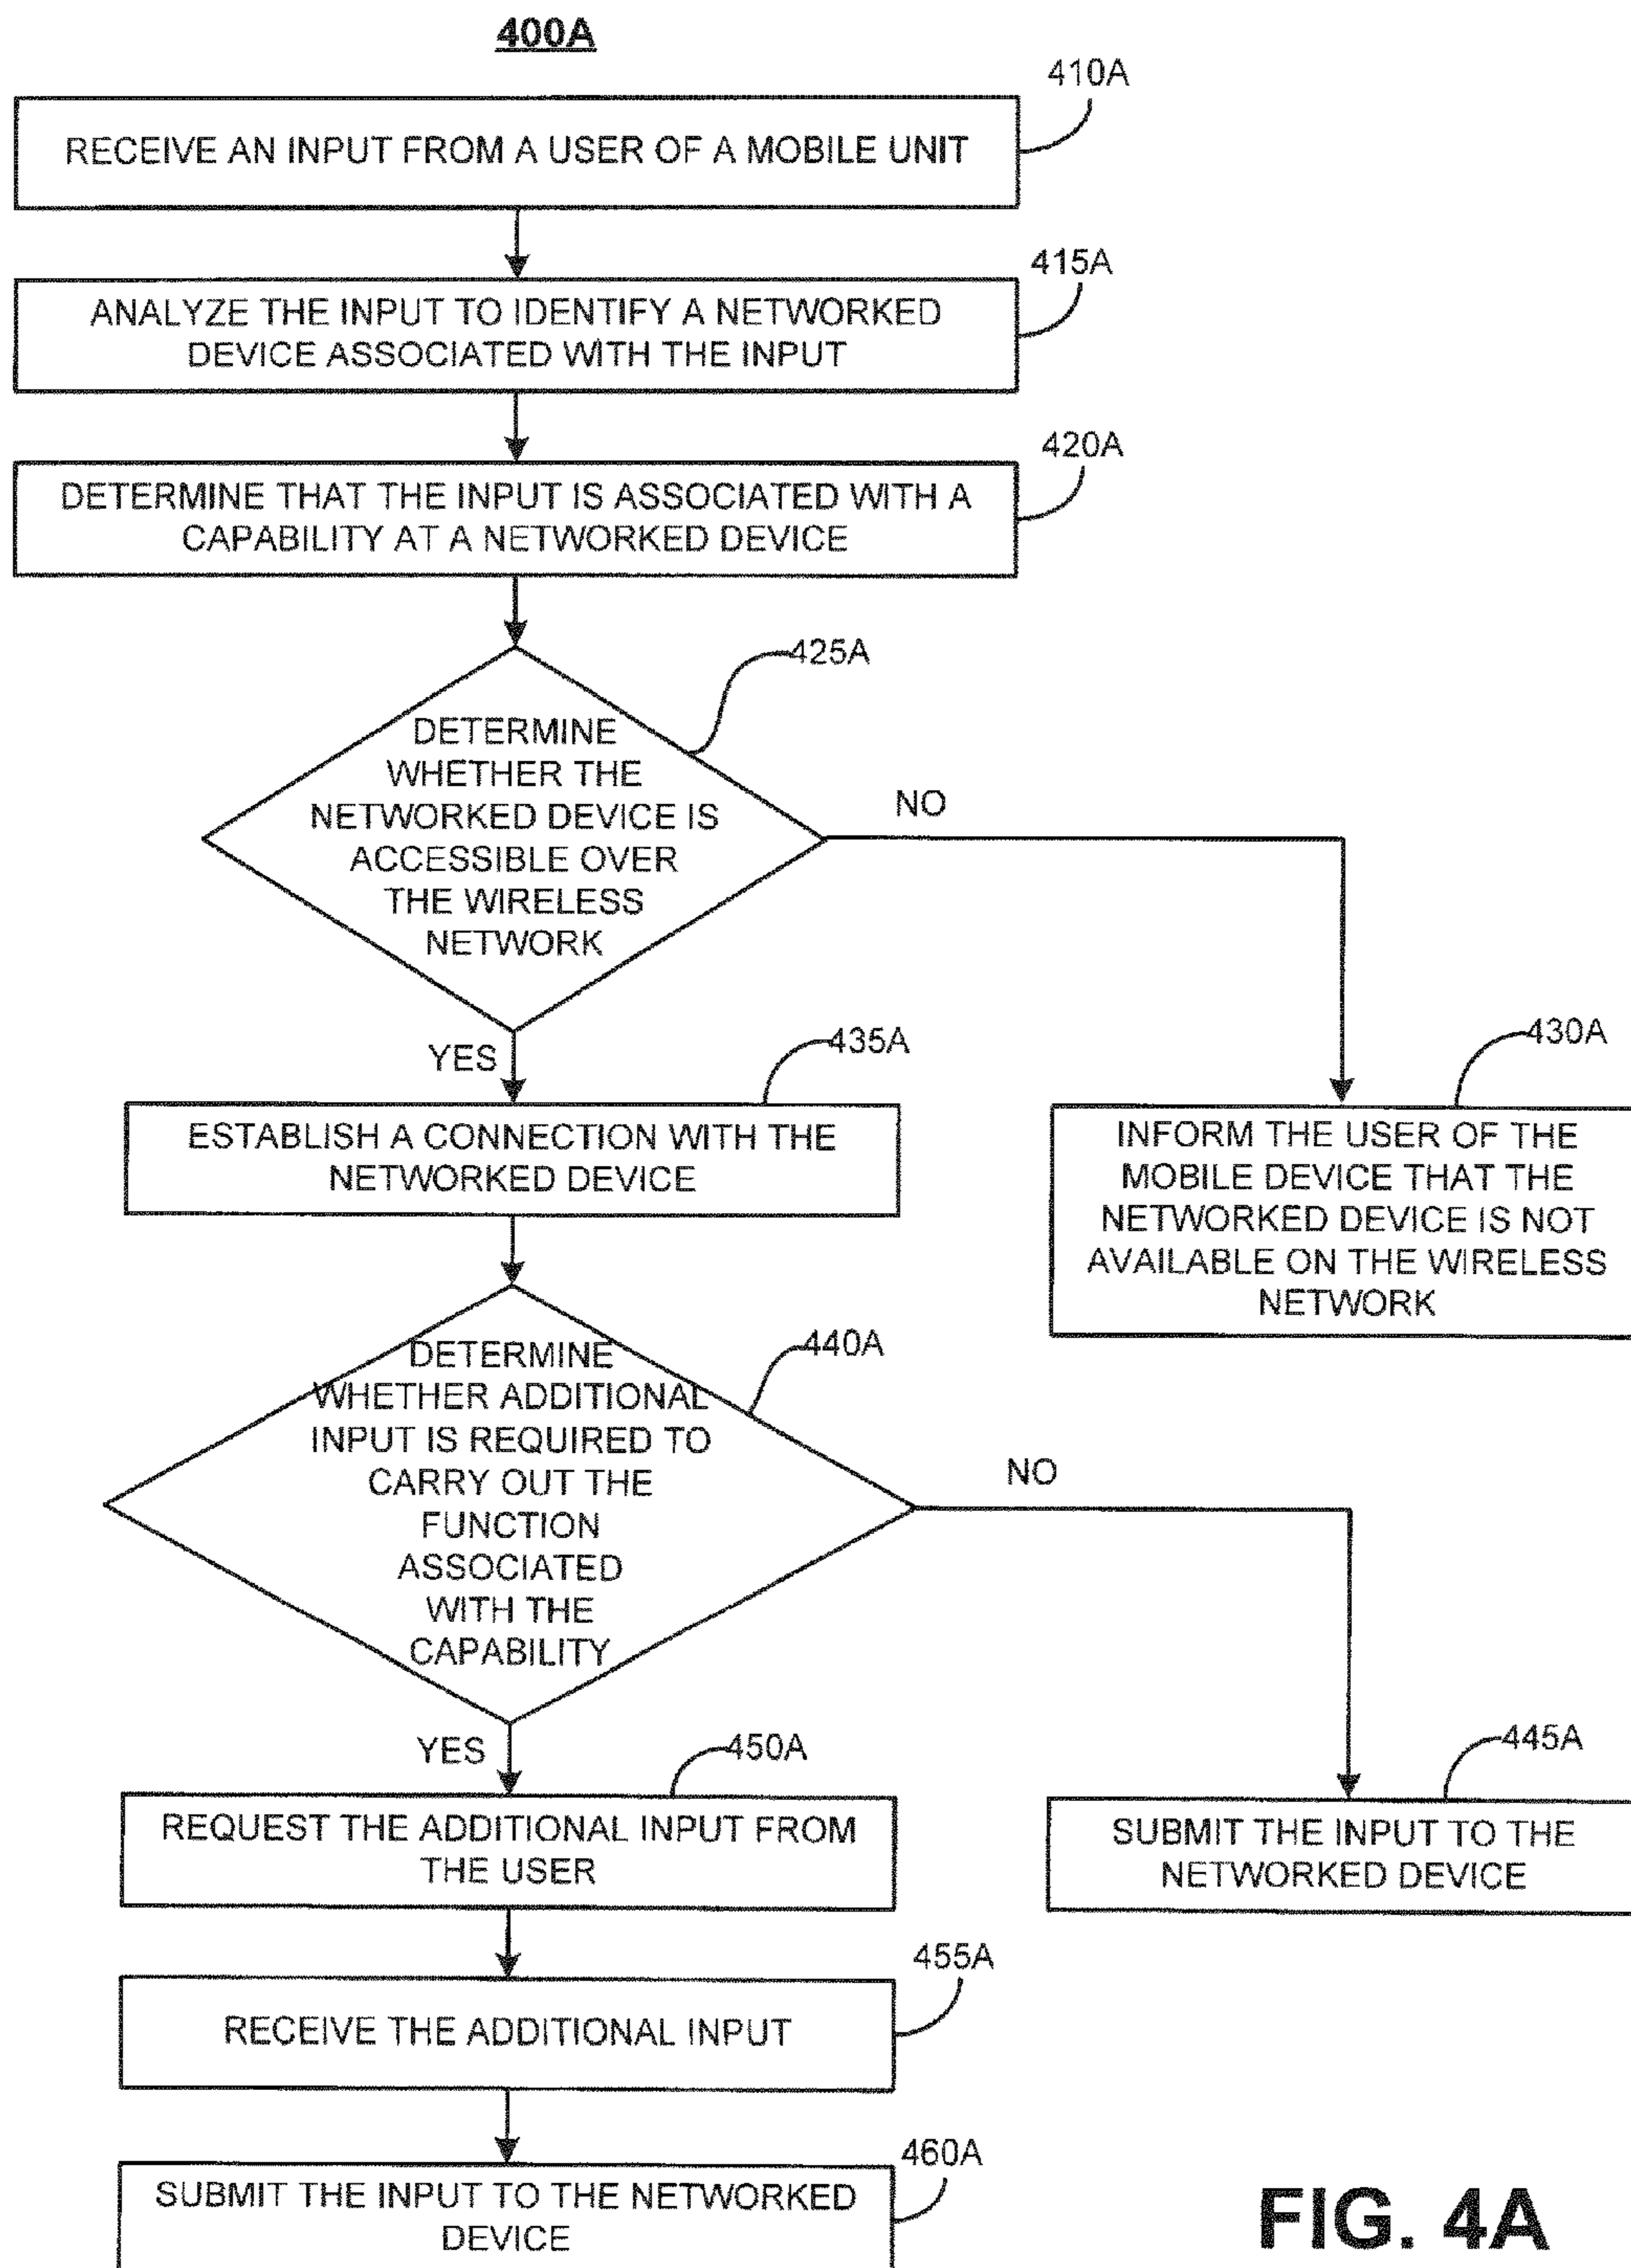 400A
410A
RECEIVE AN INPUT FROM A USER OF A MOBILE UNIT
415A
ANALYZE THE INPUT TO IDENTIFY A NETWORKED
DEVICE ASSOCIATED WITH THE INPUT
420A
DETERMINE THAT THE INPUT IS ASSOCIATED WITH A
CAPABILITY AT A NETWORKED DEVICE
425A
DETERMINE
WHETHER THE
NETWORKED DEVICE IS
ACCESSIBLE OVER
THE WIRELESS
NETWORK
NO
YES
430A
INFORM THE USER OF THE
MOBILE DEVICE THAT THE
NETWORKED DEVICE IS NOT
AVAILABLE ON THE WIRELESS
NETWORK
435A
ESTABLISH A CONNECTION WITH THE
NETWORKED DEVICE
440A
DETERMINE
WHETHER ADDITIONAL
INPUT IS REQUIRED TO
CARRY OUT THE
FUNCTION
ASSOCIATED
WITH THE
CAPABILITY
NO
YES
445A
SUBMIT THE INPUT TO THE
NETWORKED DEVICE
450A
REQUEST THE ADDITIONAL INPUT FROM
THE USER
455A
RECEIVE THE ADDITIONAL INPUT
460A
SUBMIT THE INPUT TO THE NETWORKED
DEVICE
FIG. 4A